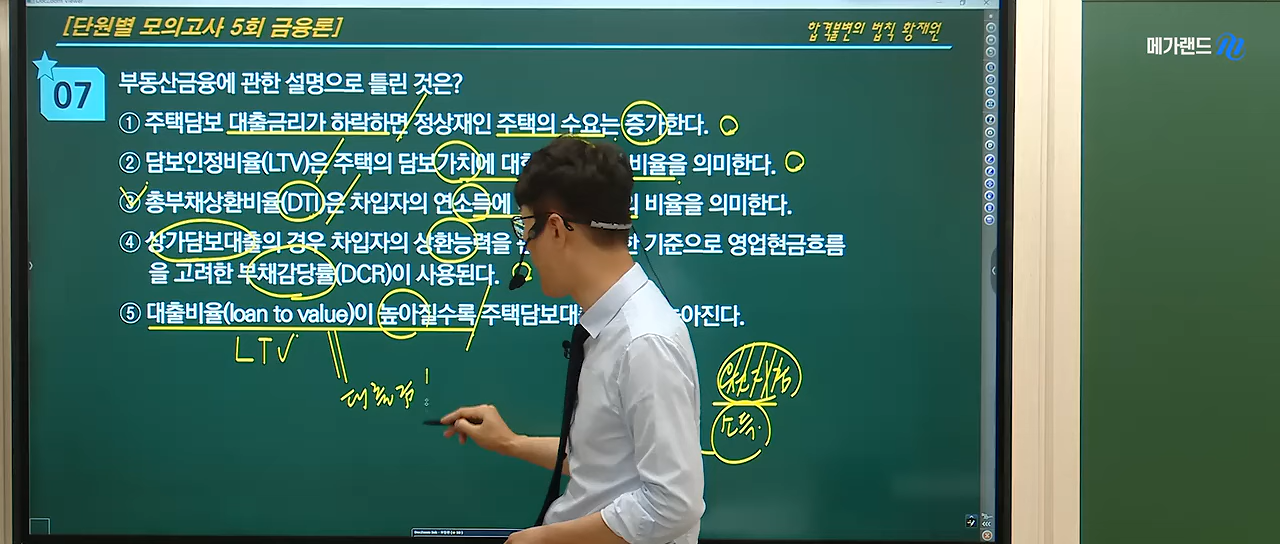 [단원별 모의고사 5회 금융론]
합격불변의 법칙 황재원
메가랜드
07
부동산금융에 관한 설명으로 틀린 것은?
① 주택담보 대출금리가 하락하면 정상재인 주택의 수요는 증가한다.
② 담보인정비율(LTV)은 주택의 담보가치에 비율을 의미한다.
③ 총부채상환비율(DTI)은 차입자의 연소득에 비율을 의미한다.
④ 상가담보대출의 경우 차입자의 상환능력을 기준으로 영업현금흐름
을 고려한 부채감당률(DCR)이 사용된다.
⑤ 대출비율(loan to value)이 높아질수록 주택담보대
LTV
소득